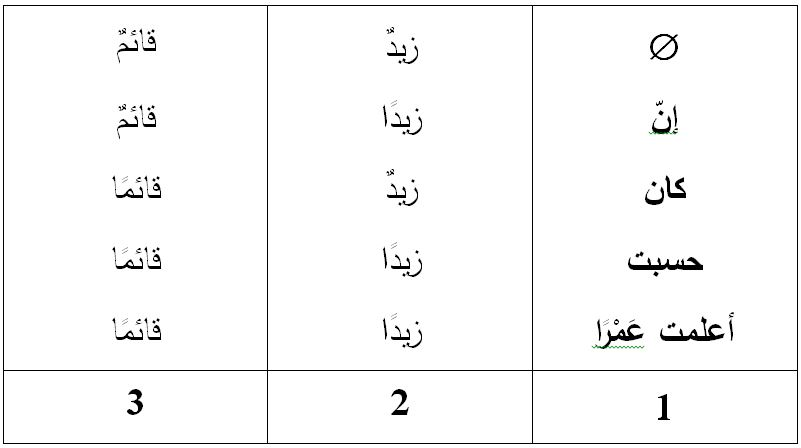 ∅ زيدٌ قائمٌ
إنّ زيدًا قائمٌ
كان زيدٌ قائمًا
حسبت زيدًا قائمًا
أعلمت عَمْرًا زيدًا قائمًا
1 2 3